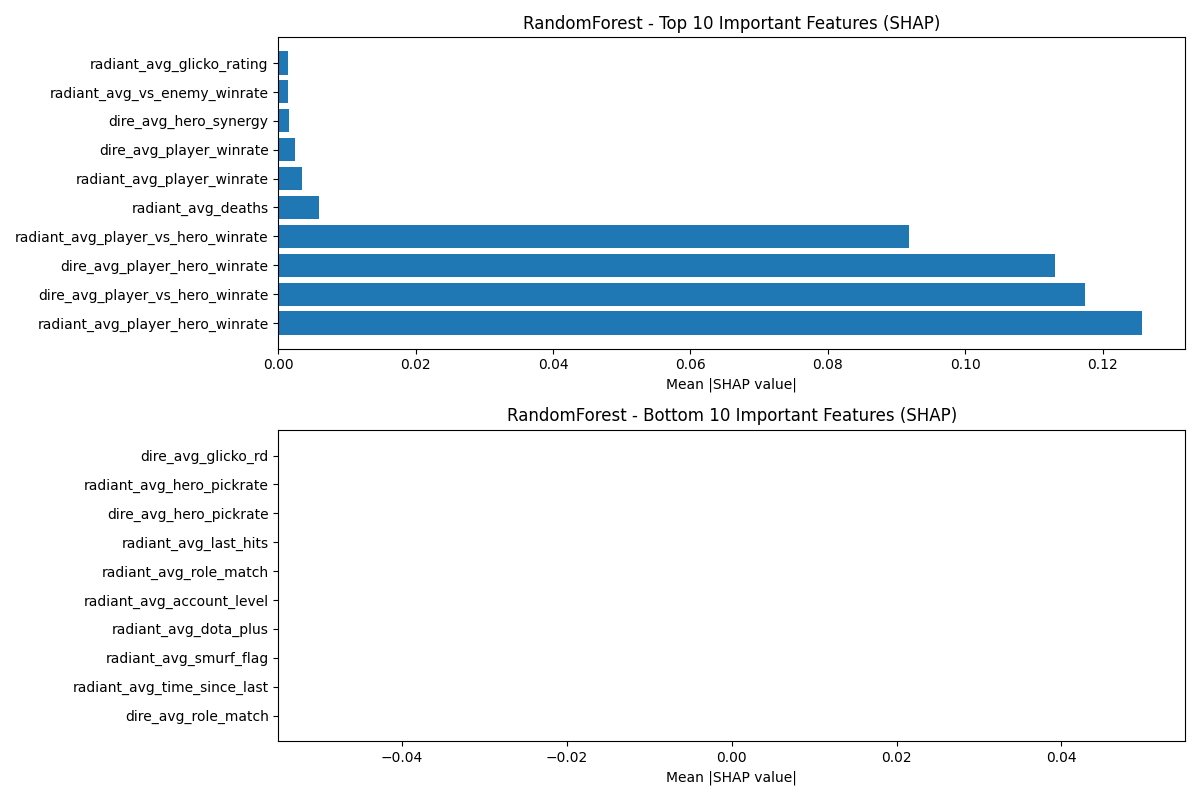 RandomForest - Top 10 Important Features (SHAP)
radiant_avg_glicko_rating
radiant_avg_vs_enemy_winrate
dire_avg_hero_synergy
dire_avg_player_winrate
radiant_avg_player_winrate
radiant_avg_deaths
radiant_avg_player_vs_hero_winrate
dire_avg_player_hero_winrate
dire_avg_player_vs_hero_winrate
radiant_avg_player_hero_winrate
0.00 0.02 0.04 0.06 0.08 0.10 0.12
Mean |SHAP value|
RandomForest - Bottom 10 Important Features (SHAP)
dire_avg_glicko_rd
radiant_avg_hero_pickrate
dire_avg_hero_pickrate
radiant_avg_last_hits
radiant_avg_role_match
radiant_avg_account_level
radiant_avg_dota_plus
radiant_avg_smurf_flag
radiant_avg_time_since_last
dire_avg_role_match
−0.04 −0.02 0.00 0.02 0.04
Mean |SHAP value|